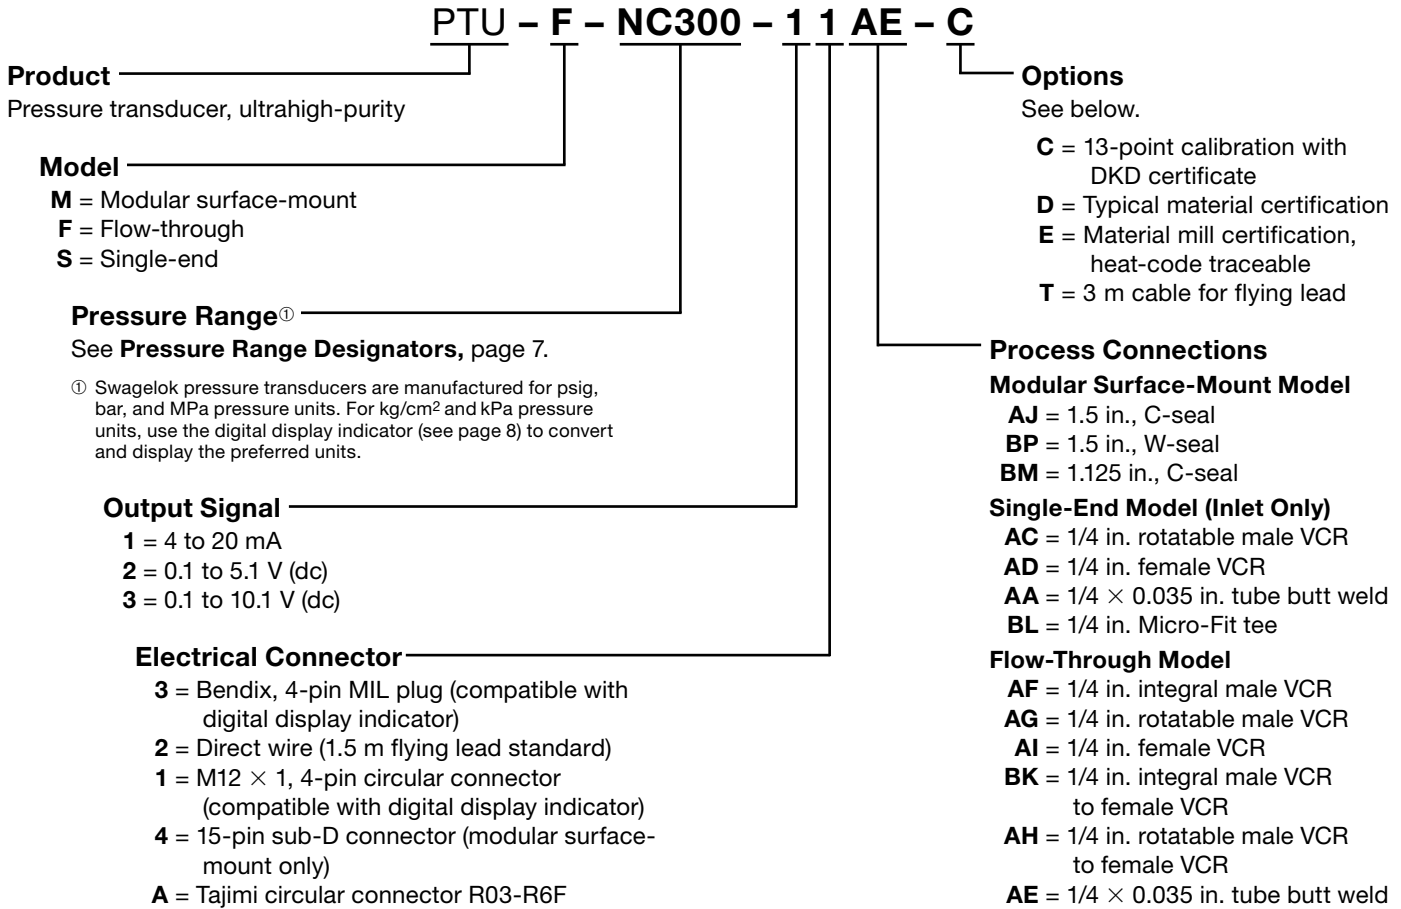 PTU – F – NC300 – 1 1 AE – C
Product
Pressure transducer, ultrahigh-purity
Model
M = Modular surface-mount
F = Flow-through
S = Single-end
Pressure Range①
See Pressure Range Designators, page 7.
① Swagelok pressure transducers are manufactured for psig,
bar, and MPa pressure units. For kg/cm² and kPa pressure
units, use the digital display indicator (see page 8) to convert
and display the preferred units.
Output Signal
1 = 4 to 20 mA
2 = 0.1 to 5.1 V (dc)
3 = 0.1 to 10.1 V (dc)
Electrical Connector
3 = Bendix, 4-pin MIL plug (compatible with
digital display indicator)
2 = Direct wire (1.5 m flying lead standard)
1 = M12 × 1, 4-pin circular connector
(compatible with digital display indicator)
4 = 15-pin sub-D connector (modular surface-
mount only)
A = Tajimi circular connector R03-R6F
Options
See below.
C = 13-point calibration with
DKD certificate
D = Typical material certification
E = Material mill certification,
heat-code traceable
T = 3 m cable for flying lead
Process Connections
Modular Surface-Mount Model
AJ = 1.5 in., C-seal
BP = 1.5 in., W-seal
BM = 1.125 in., C-seal
Single-End Model (Inlet Only)
AC = 1/4 in. rotatable male VCR
AD = 1/4 in. female VCR
AA = 1/4 × 0.035 in. tube butt weld
BL = 1/4 in. Micro-Fit tee
Flow-Through Model
AF = 1/4 in. integral male VCR
AG = 1/4 in. rotatable male VCR
AI = 1/4 in. female VCR
BK = 1/4 in. integral male VCR
to female VCR
AH = 1/4 in. rotatable male VCR
to female VCR
AE = 1/4 × 0.035 in. tube butt weld